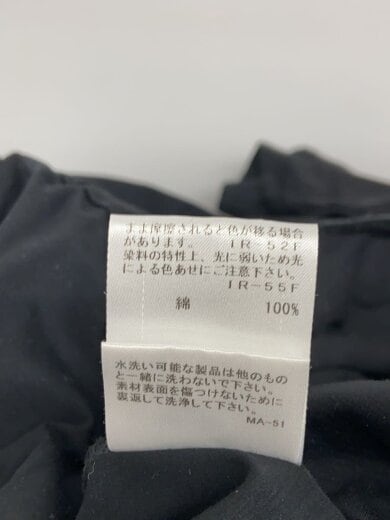 まま摩擦されると色が移る場合
があります。 IR-52F
染料の特性上、光に弱いため光
による色あせにご注意下さい。
IR-55F
綿 100%
水洗い可能な製品は他のもの
と一緒に洗わないで下さい。
素材表面を傷つけないために
裏返して洗浄して下さい。
MA-51